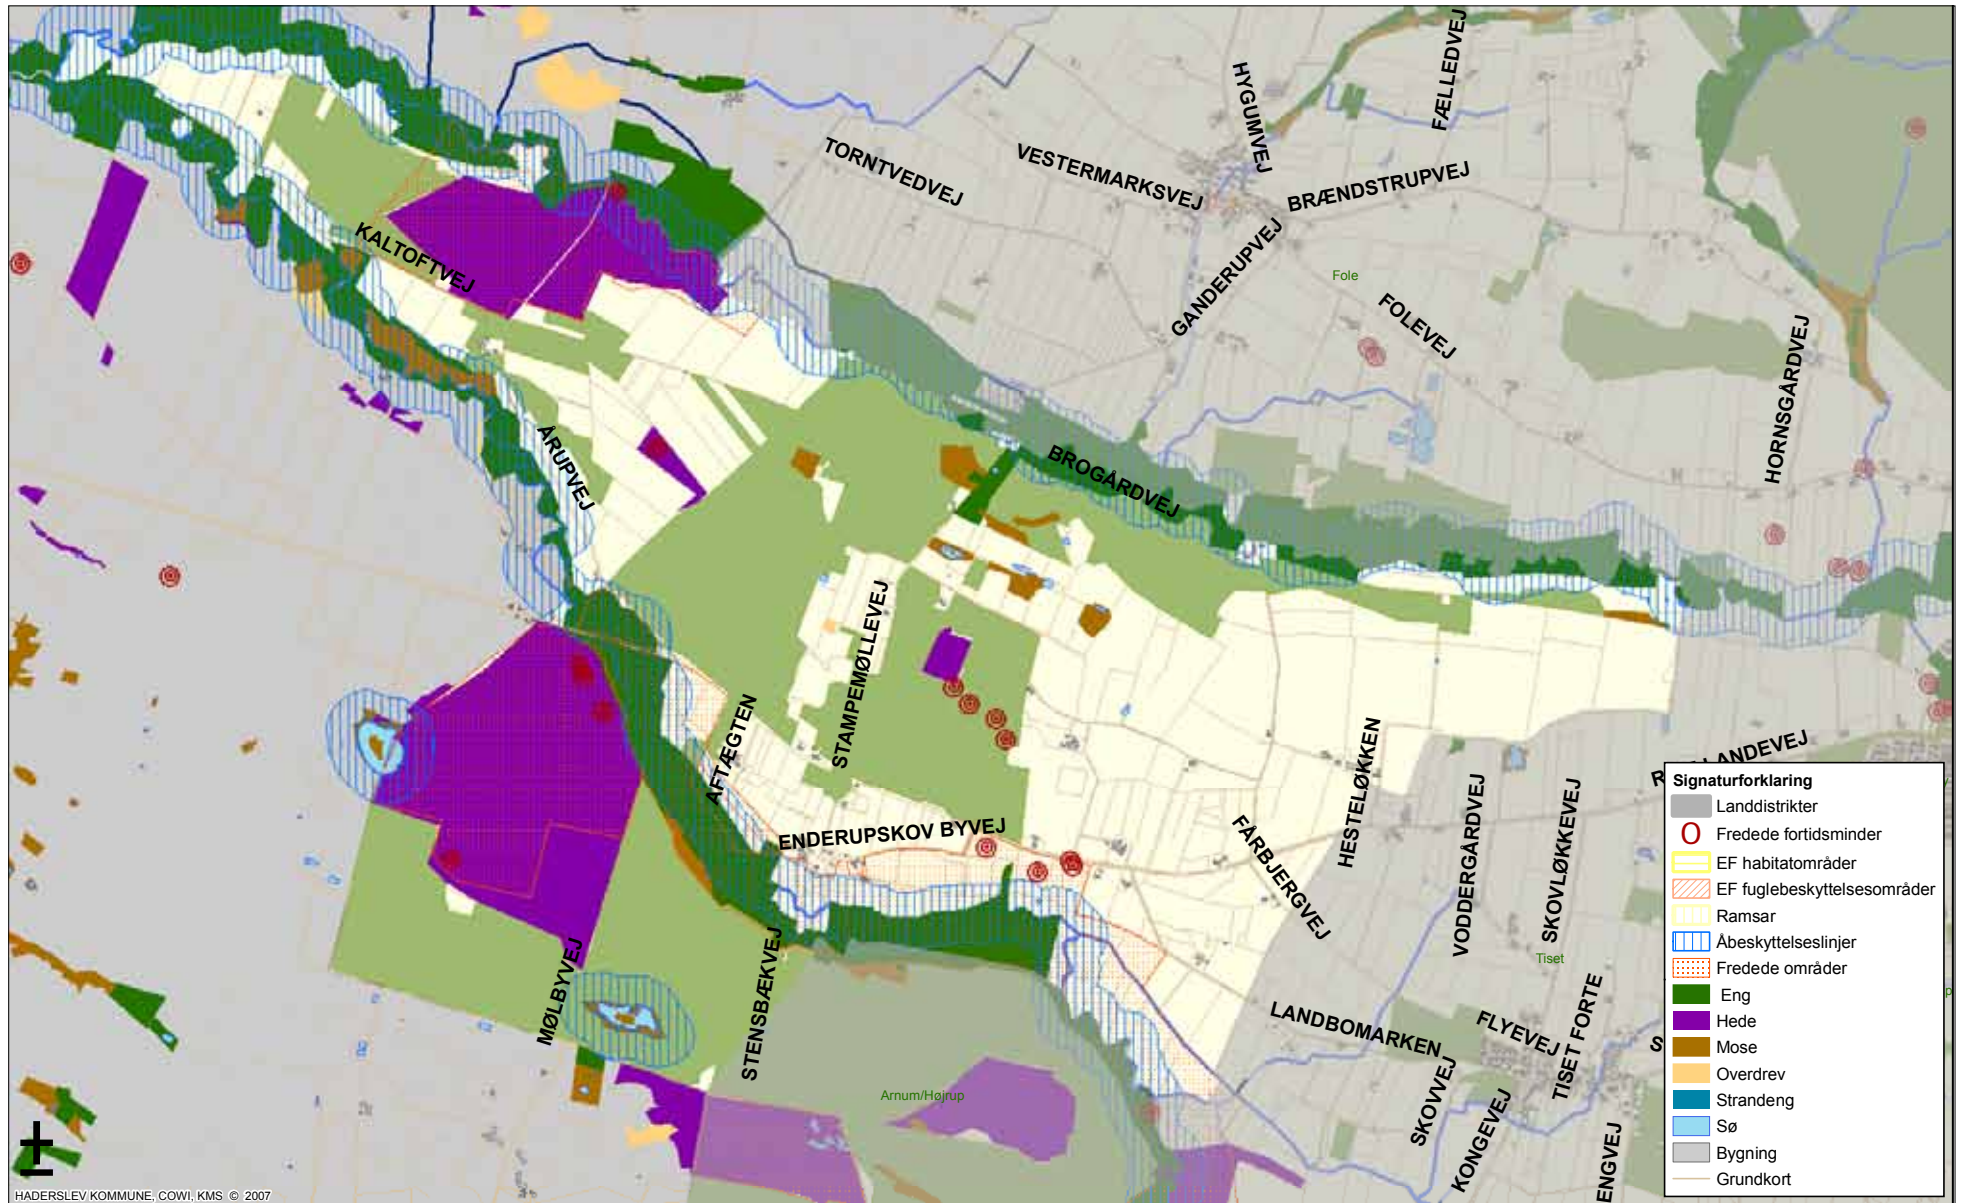 HYGUMVEJ
FÆLLEDVEJ
TORNTVEDVEJ
VESTERMARKSVEJ
BRÆNDSTRUPVEJ
KALTOFTVEJ
GANDERUPVEJ
Fole
FOLEVEJ
HORNSGÅRDVEJ
ÅRUPVEJ
BROGÅRDVEJ
STAMPEMØLLEVEJ
AFTÆGTEN
HESTELØKKEN
ENDERUPSKOV BYVEJ
FÅRBJERGVEJ
VODDERGÅRDVEJ
SKOVLØKKEVEJ
Tiset
MØLBYVEJ
STENSBÆKVEJ
LANDBOMARKEN
FLYEVEJ
TISET FORTE
Arnum/Højrup
SKOVVEJ
KONGEVEJ
ENGVEJ
Signaturforklaring
Landdistrikter
Fredede fortidsminder
EF habitatområder
EF fuglebeskyttelsesområder
Ramsar
Åbeskyttelseslinjer
Fredede områder
Eng
Hede
Mose
Overdrev
Strandeng
Sø
Bygning
Grundkort
HADERSLEV KOMMUNE, COWI, KMS © 2007